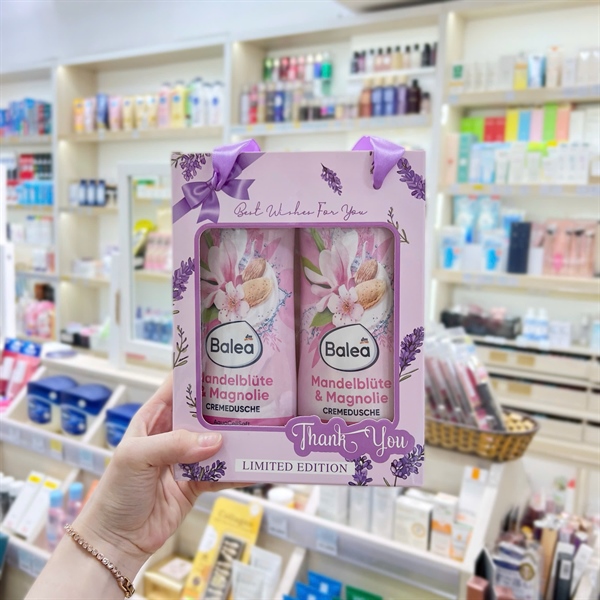 Best Wishes For You
Balea
Mandelblüte
& Magnolie
CREMEDUSCHE
Balea
Mandelblüte
& Magnolie
CREMEDUSCHE
Thank You
LIMITED EDITION